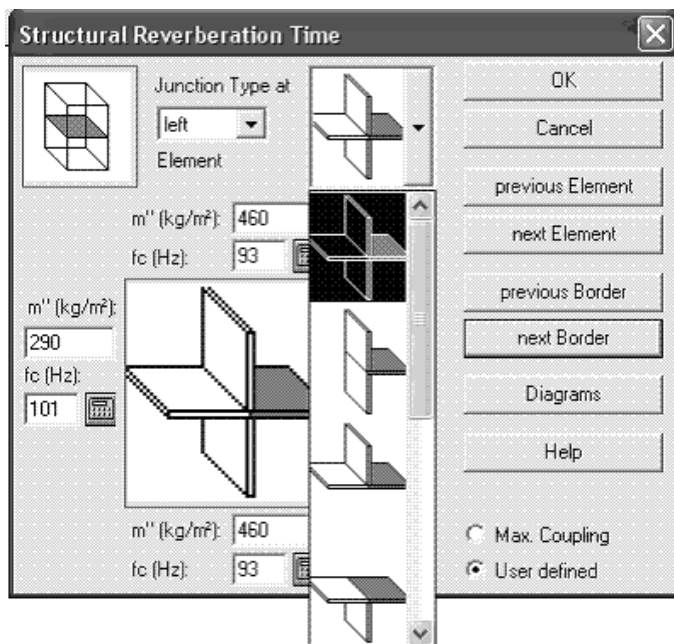 Structural Reverberation Time
Junction Type at
left
Element
m'' (kg/m²): 460
fc (Hz): 93
m'' (kg/m²):
290
fc (Hz):
101
m'' (kg/m²): 460
fc (Hz): 93
OK
Cancel
previous Element
next Element
previous Border
next Border
Diagrams
Help
Max. Coupling
User defined